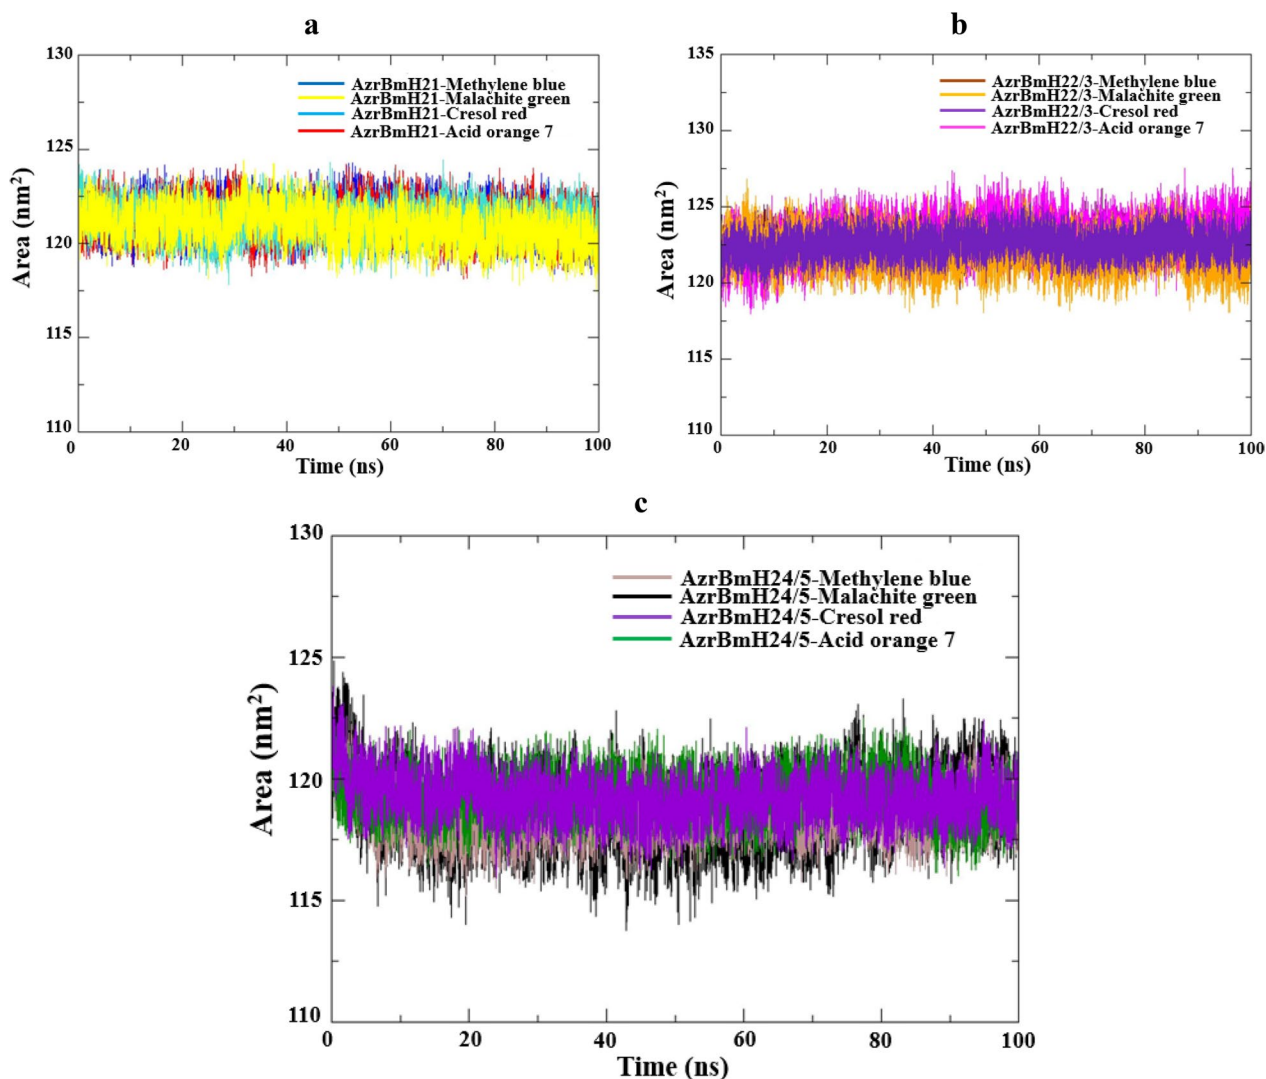 a
130
125
120
115
110
Area (nm²)
AzrBmH21-Methylene blue
AzrBmH21-Malachite green
AzrBmH21-Cresol red
AzrBmH21-Acid orange 7
0 20 40 60 80 100
Time (ns)
b
135
130
125
120
115
110
Area (nm²)
AzrBmH22/3-Methylene blue
AzrBmH22/3-Malachite green
AzrBmH22/3-Cresol red
AzrBmH22/3-Acid orange 7
0 20 40 60 80 100
Time (ns)
c
130
125
120
115
110
Area (nm²)
AzrBmH24/5-Methylene blue
AzrBmH24/5-Malachite green
AzrBmH24/5-Cresol red
AzrBmH24/5-Acid orange 7
0 20 40 60 80 100
Time (ns)